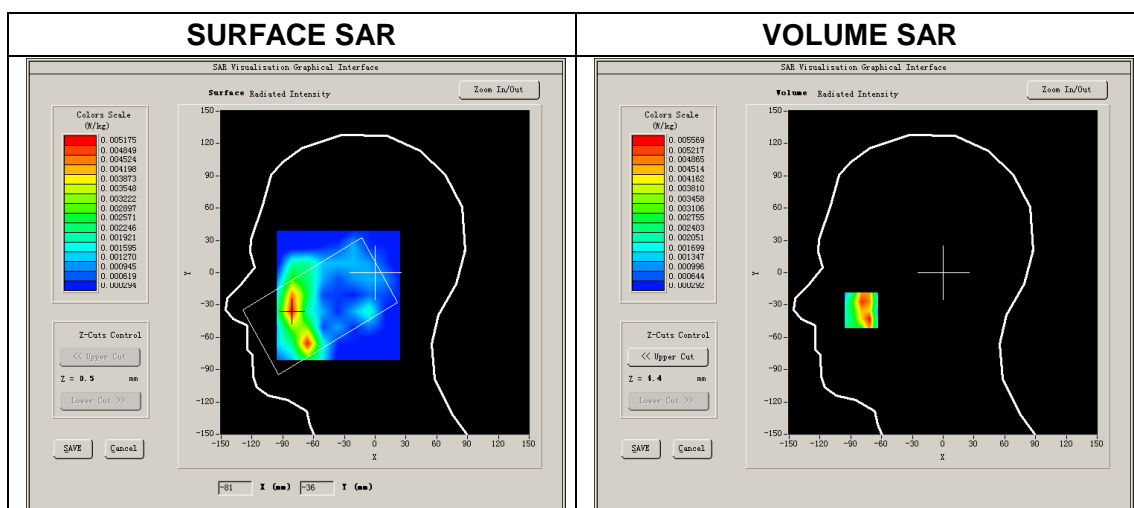 SURFACE SAR
VOLUME SAR
SAR Visualisation Graphical Interface
Surface Radiated Intensity
Zoom In/Out
Colors Scale
(W/kg)
0.005175
0.004849
0.004524
0.004198
0.003873
0.003548
0.003222
0.002897
0.002571
0.002246
0.001921
0.001595
0.001270
0.000945
0.000619
0.000294
150
120
90
60
30
0
-30
-60
-90
-120
-150
Y
-150 -120 -90 -60 -30 0 30 60 90 120 150
X
Z-Cuts Control
<< Upper Cut
Z = 0.5 mm
Lower Cut >>
SAVE Cancel
-81 X (mm) -36 Y (mm)
SAR Visualisation Graphical Interface
Volume Radiated Intensity
Zoom In/Out
Colors Scale
(W/kg)
0.005569
0.005217
0.004865
0.004514
0.004162
0.003810
0.003458
0.003106
0.002755
0.002403
0.002051
0.001699
0.001347
0.000996
0.000644
0.000292
150
120
90
60
30
0
-30
-60
-90
-120
-150
Y
-150 -120 -90 -60 -30 0 30 60 90 120 150
X
Z-Cuts Control
<< Upper Cut
Z = 4.4 mm
Lower Cut >>
SAVE Cancel